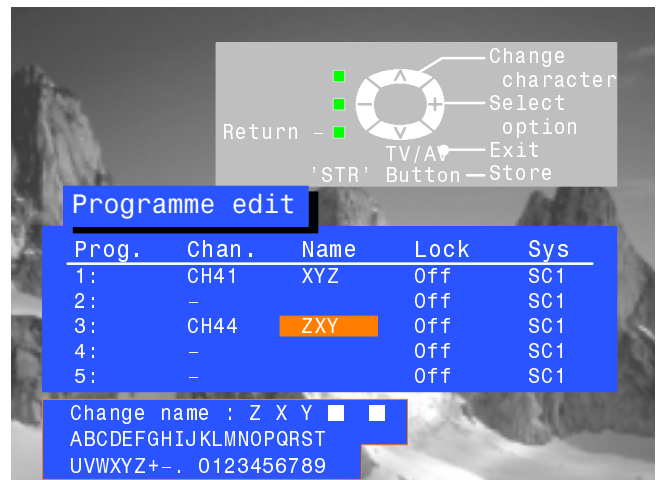 Change
character
Select
option
Return –
TV/AV Exit
'STR' Button – Store
Programme edit
Prog. Chan. Name Lock Sys
1: CH41 XYZ Off SC1
2: – Off SC1
3: CH44 ZXY Off SC1
4: – Off SC1
5: – Off SC1
Change name : Z X Y
ABCDEFGHIJKLMNOPQRST
UVWXYZ+–. 0123456789